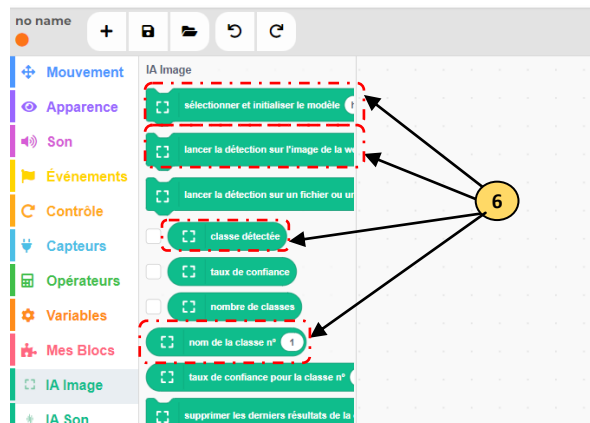 no name
IA Image
Mouvement
Apparence
Son
Événements
Contrôle
Capteurs
Opérateurs
Variables
Mes Blocs
IA Image
IA Son
sélectionner et initialiser le modèle
lancer la détection sur l'image de la we
lancer la détection sur un fichier ou un
classe détectée
taux de confiance
nombre de classes
nom de la classe n° 1
taux de confiance pour la classe n°
supprimer les derniers résultats de la
6